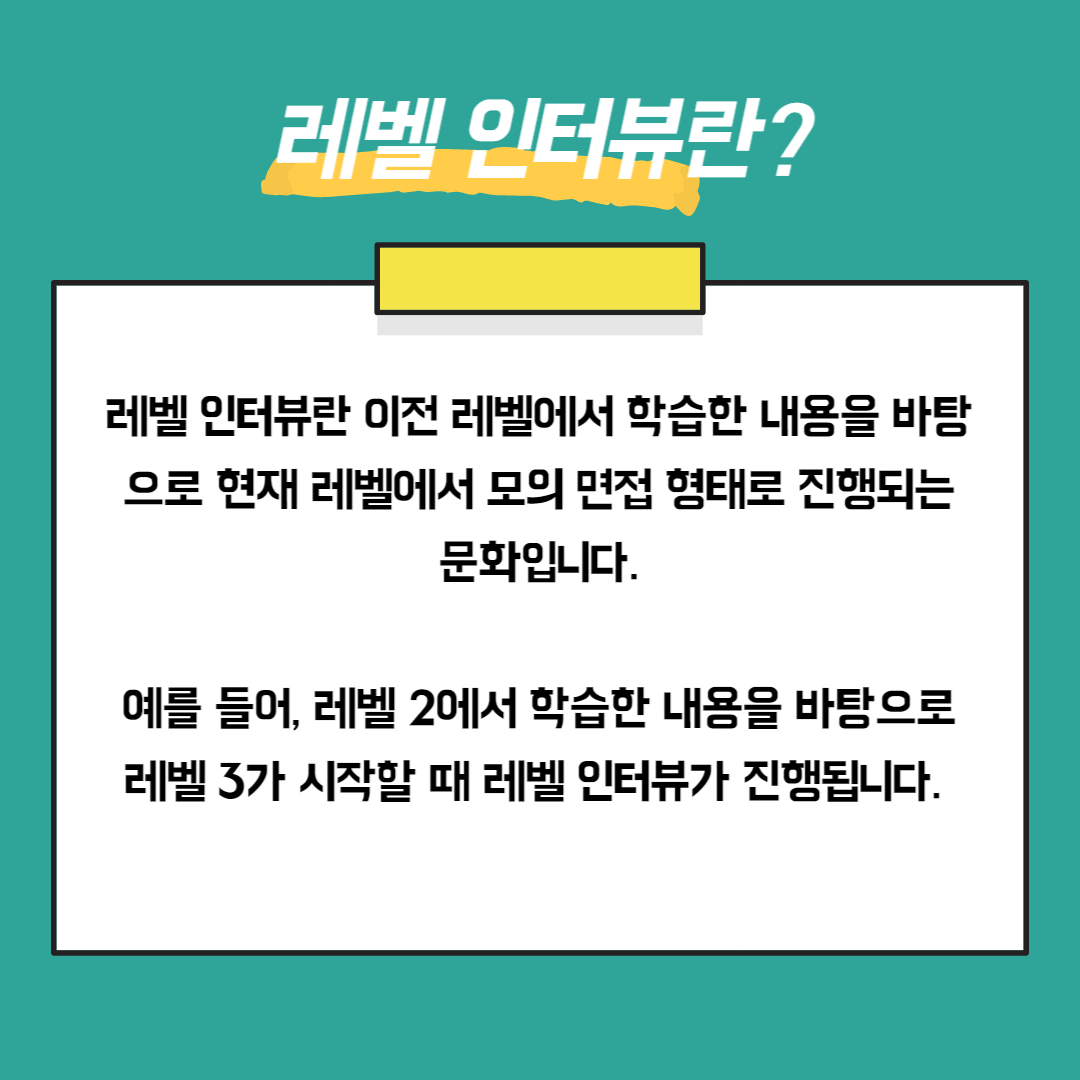 레벨 인터뷰란?
레벨 인터뷰란 이전 레벨에서 학습한 내용을 바탕
으로 현재 레벨에서 모의 면접 형태로 진행되는
문화입니다.
예를 들어, 레벨 2에서 학습한 내용을 바탕으로
레벨 3가 시작할 때 레벨 인터뷰가 진행됩니다.